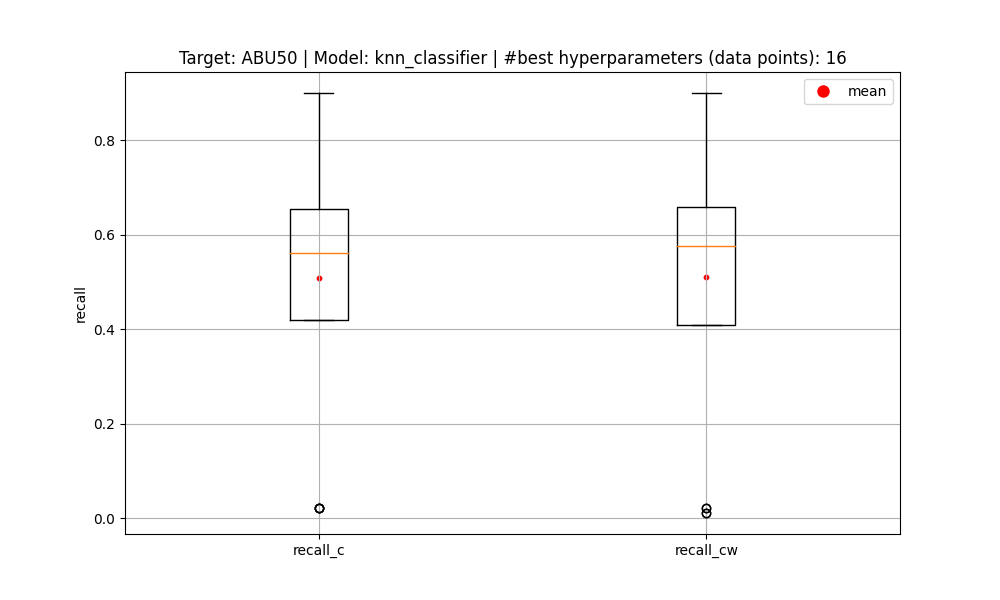 Target: ABU50 | Model: knn_classifier | #best hyperparameters (data points): 16
mean
recall
0.8
0.6
0.4
0.2
0.0
recall_c
recall_cw